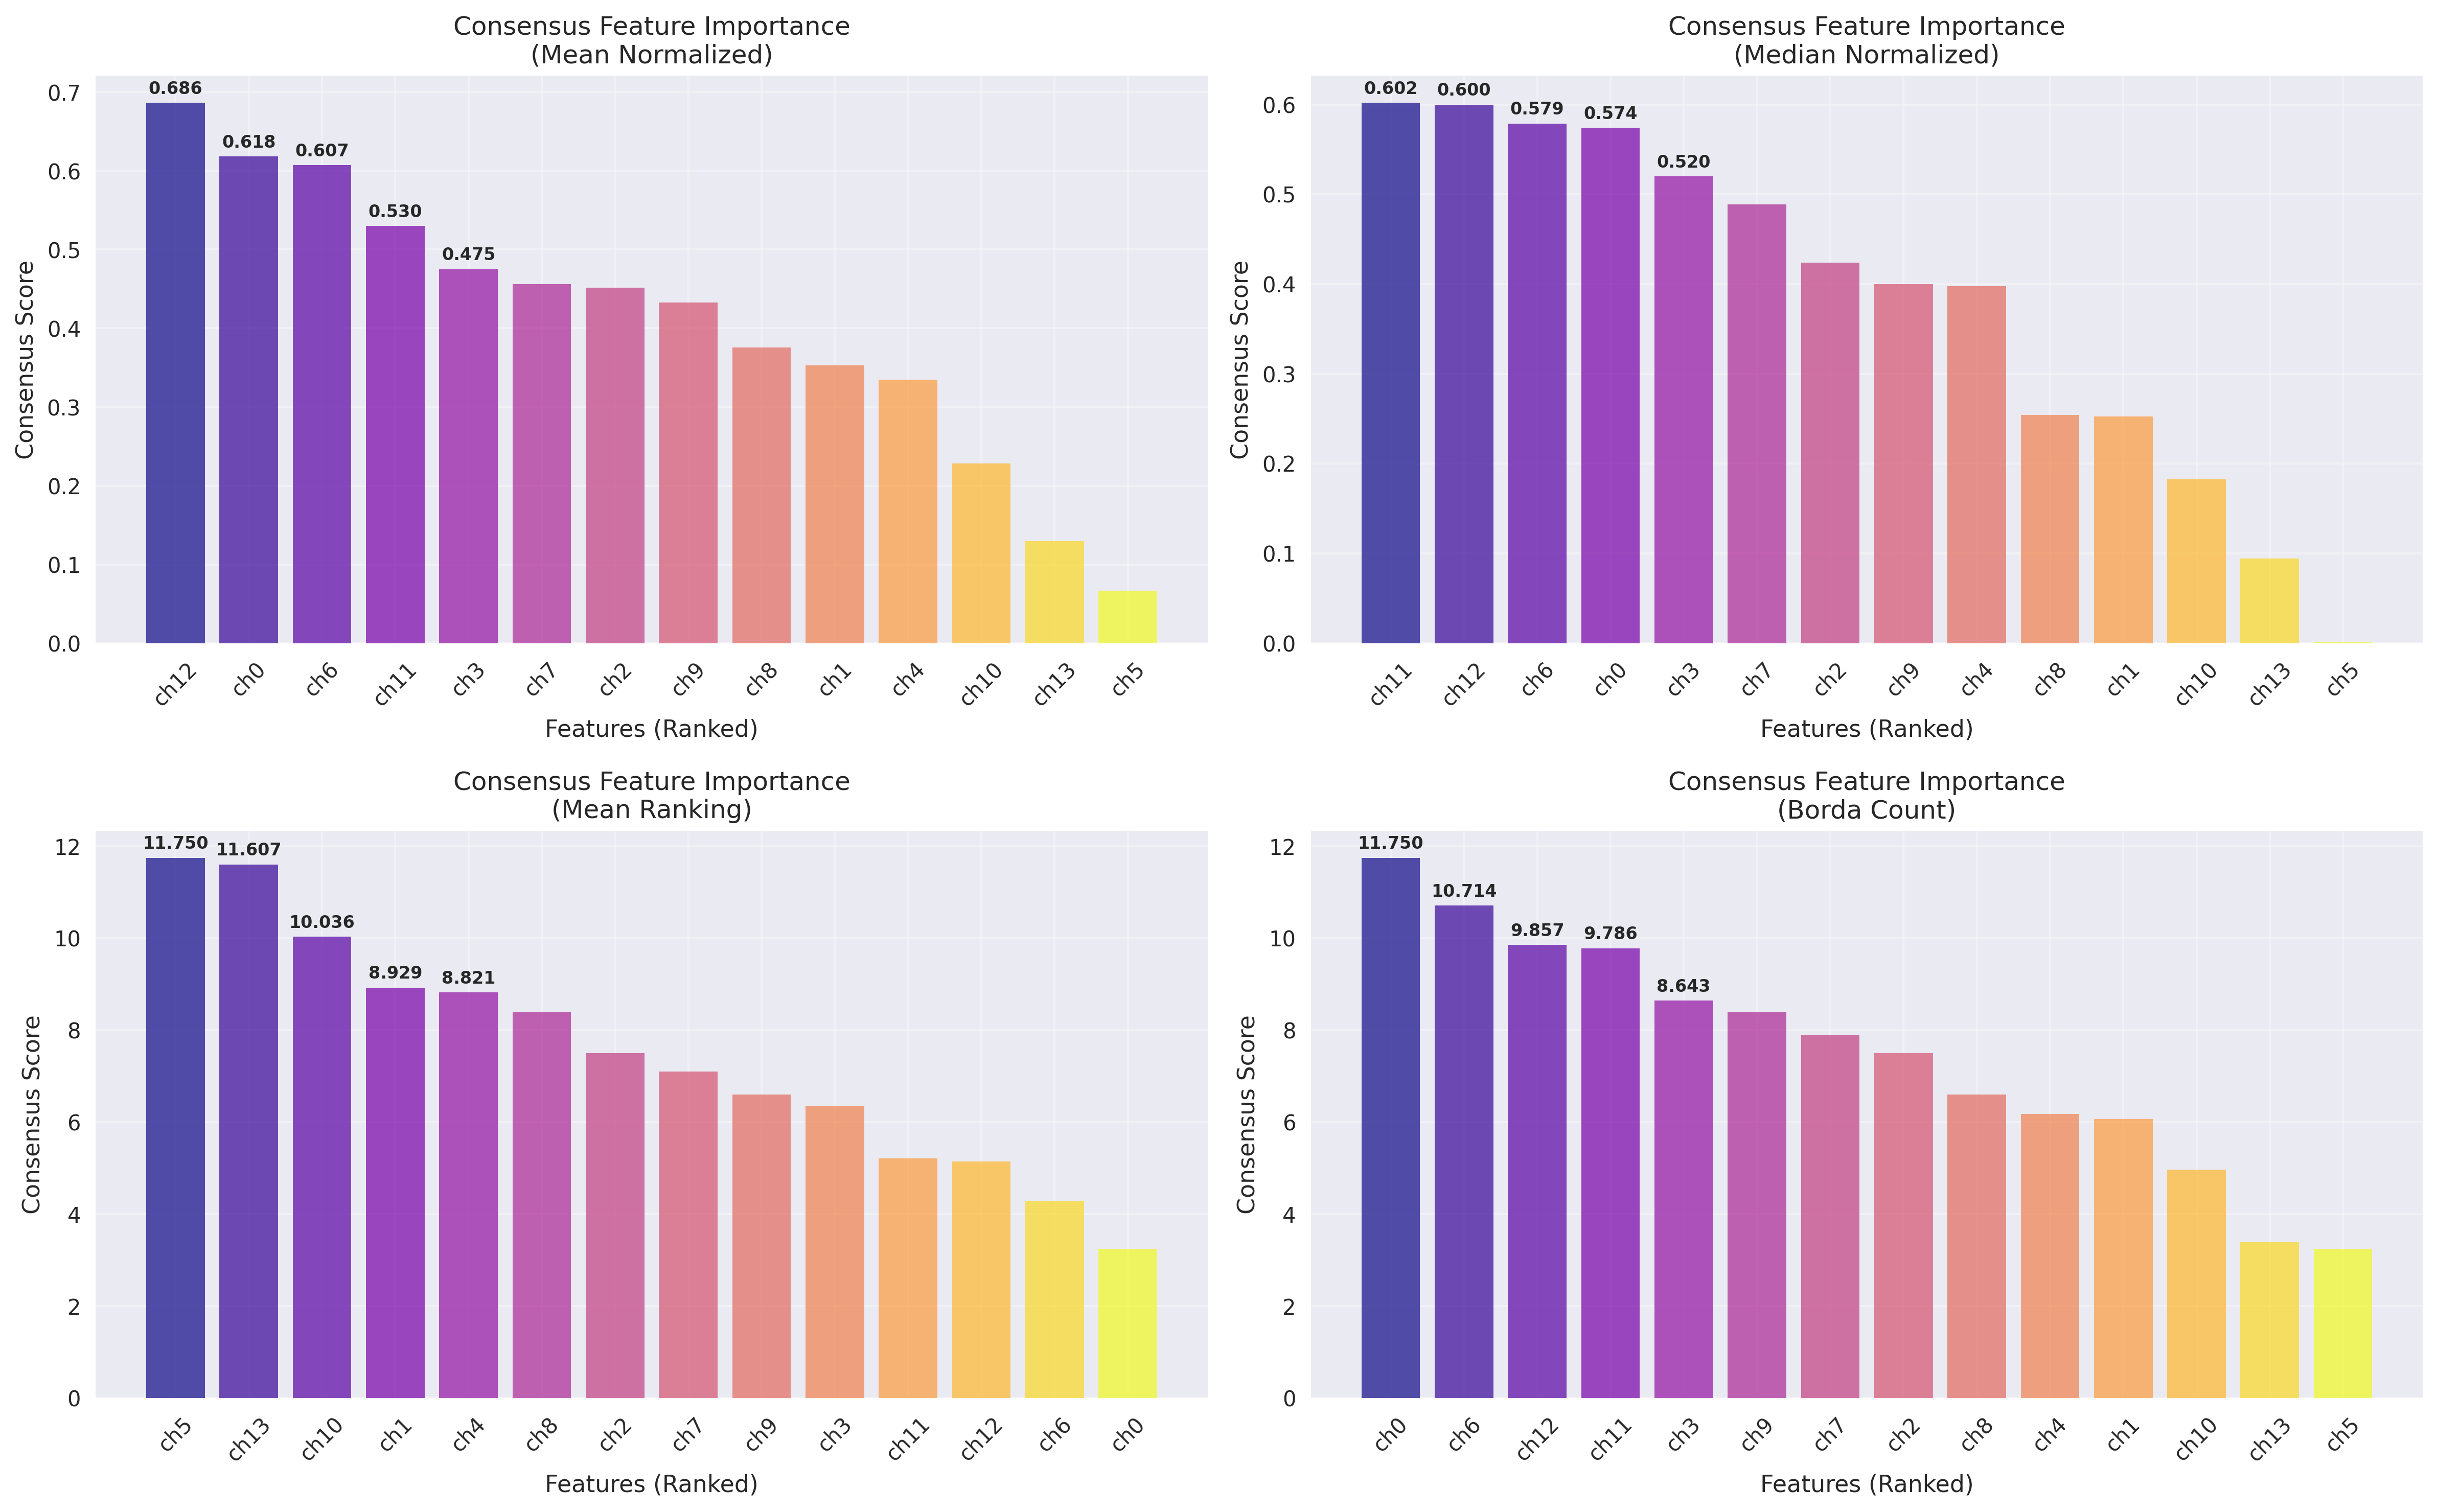 Consensus Feature Importance
(Mean Normalized)
Consensus Score
0.7
0.6
0.5
0.4
0.3
0.2
0.1
0.0
0.686
0.618
0.607
0.530
0.475
ch12 ch0 ch6 ch11 ch3 ch7 ch2 ch9 ch8 ch1 ch4 ch10 ch13 ch5
Features (Ranked)
Consensus Feature Importance
(Median Normalized)
Consensus Score
0.6
0.5
0.4
0.3
0.2
0.1
0.0
0.602
0.600
0.579
0.574
0.520
ch11 ch12 ch6 ch0 ch3 ch7 ch2 ch9 ch4 ch8 ch1 ch10 ch13 ch5
Features (Ranked)
Consensus Feature Importance
(Mean Ranking)
Consensus Score
12
10
8
6
4
2
0
11.750
11.607
10.036
8.929
8.821
ch5 ch13 ch10 ch1 ch4 ch8 ch2 ch7 ch9 ch3 ch11 ch12 ch6 ch0
Features (Ranked)
Consensus Feature Importance
(Borda Count)
Consensus Score
12
10
8
6
4
2
0
11.750
10.714
9.857
9.786
8.643
ch0 ch6 ch12 ch11 ch3 ch9 ch7 ch2 ch8 ch4 ch1 ch10 ch13 ch5
Features (Ranked)